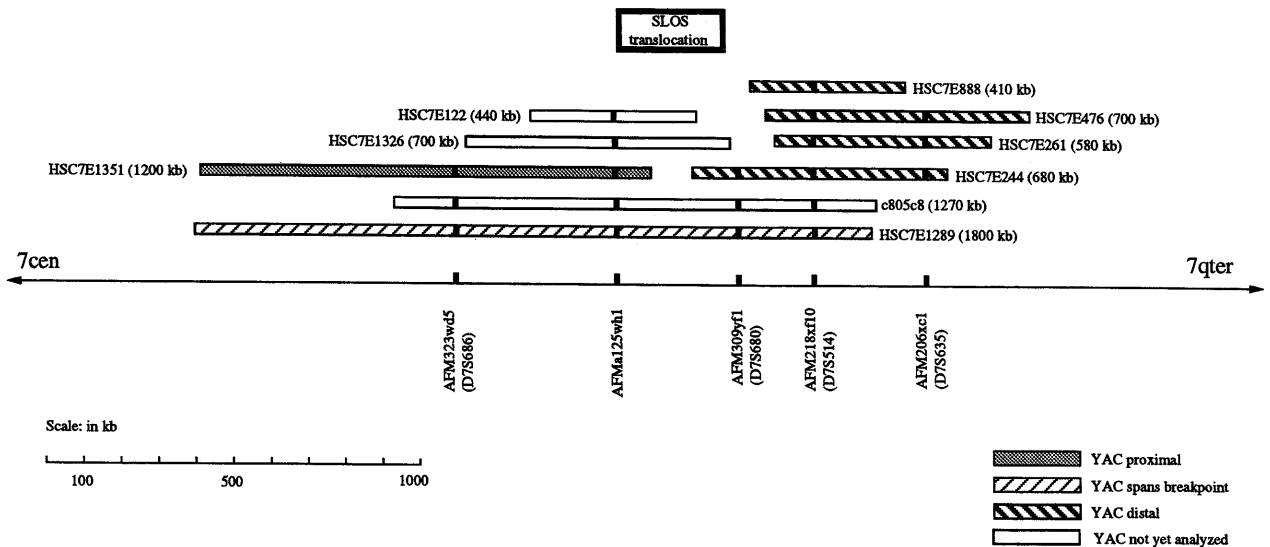 SLOS
translocation
HSC7E888 (410 kb)
HSC7E122 (440 kb)
HSC7E476 (700 kb)
HSC7E1326 (700 kb)
HSC7E261 (580 kb)
HSC7E1351 (1200 kb)
HSC7E244 (680 kb)
c805c8 (1270 kb)
HSC7E1289 (1800 kb)
7cen
7qter
AFM323wd5
(D7S686)
AFMa125wh1
AFM309yf1
(D7S680)
AFM218xf10
(D7S514)
AFM206xc1
(D7S635)
Scale: in kb
100 500 1000
YAC proximal
YAC spans breakpoint
YAC distal
YAC not yet analyzed